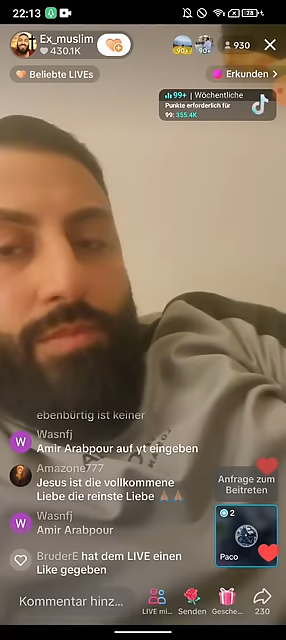 22:13
28
Ex_muslim
430.1K
90+
90+
930
Beliebte LIVEs
Erkunden >
99+ | Wöchentliche
Punkte erforderlich für
99: 355.4K
ebenbürtig ist keiner
W
Wasnfj
Amir Arabpour auf yt eingeben
Amazone777
Jesus ist die vollkommene
Liebe die reinste Liebe 🙏🏽🙏🏽
W
Wasnfj
Amir Arabpour
BruderE hat dem LIVE einen
Like gegeben
Anfrage zum
Beitreten
2
Paco
Kommentar hinz...
LIVE mi...
Senden
Gesche...
230